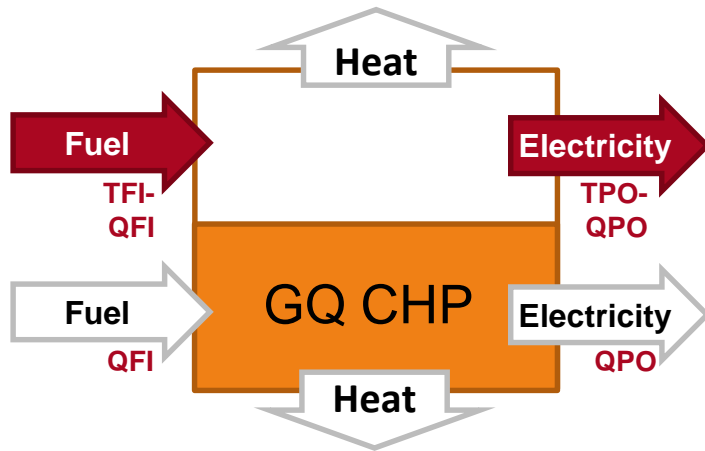 Heat
Fuel
Electricity
TFI-
QFI
TPO-
QPO
GQ CHP
Fuel
Electricity
QFI
QPO
Heat